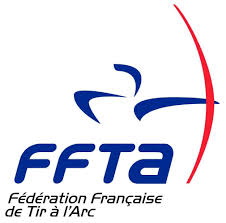 FFTa
Fédération Française
de Tir à l'Arc